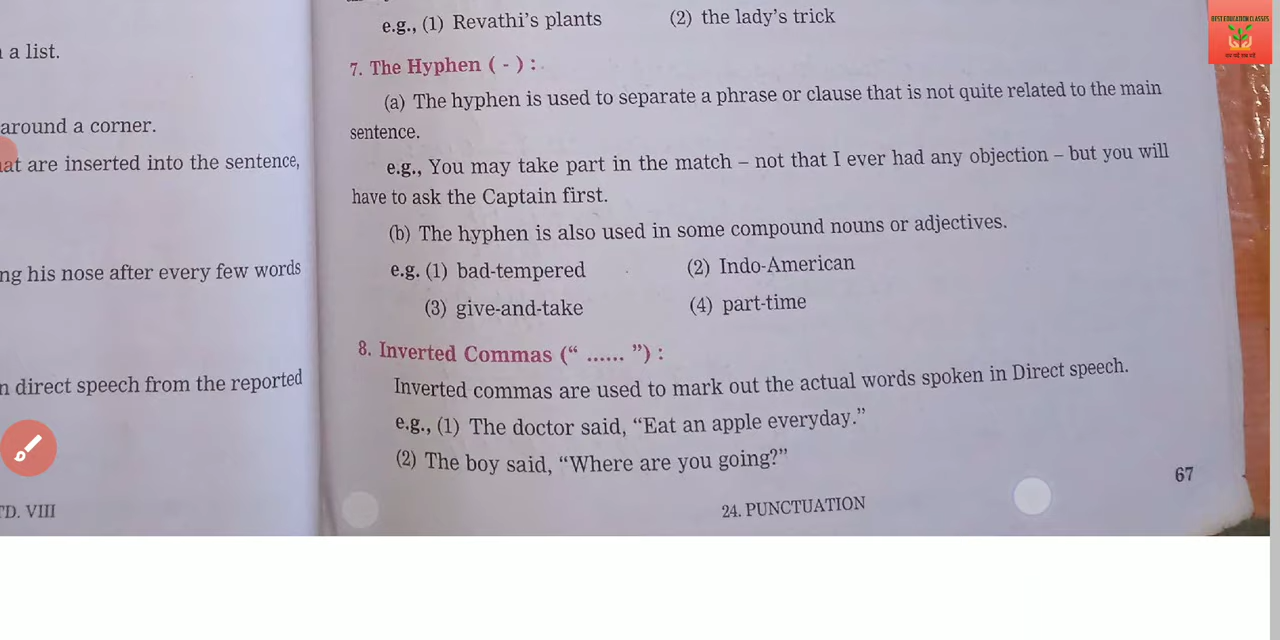 a list.
around a corner.
at are inserted into the sentence,
ng his nose after every few words
n direct speech from the reported
TD. VIII
e.g., (1) Revathi's plants (2) the lady's trick
7. The Hyphen ( - ) :
(a) The hyphen is used to separate a phrase or clause that is not quite related to the main
sentence.
e.g., You may take part in the match – not that I ever had any objection – but you will
have to ask the Captain first.
(b) The hyphen is also used in some compound nouns or adjectives.
e.g. (1) bad-tempered (2) Indo-American
(3) give-and-take (4) part-time
8. Inverted Commas (“ ...... ”) :
Inverted commas are used to mark out the actual words spoken in Direct speech.
e.g., (1) The doctor said, “Eat an apple everyday.”
(2) The boy said, “Where are you going?”
67
24. PUNCTUATION
BEST EDUCATION CLASSES